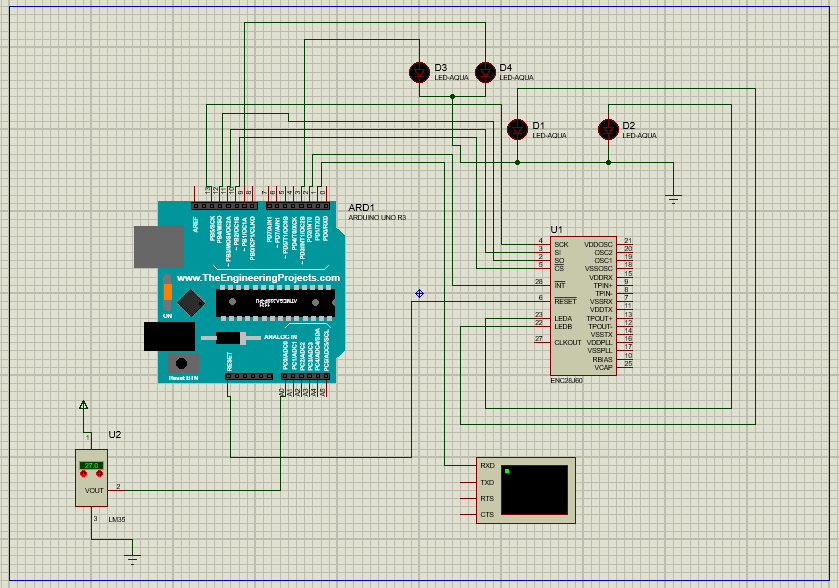 D3
LED-AQUA
D4
LED-AQUA
D1
LED-AQUA
D2
LED-AQUA
ARD1
ARDUINO UNO R3
13
12
11
10
9
8
7
6
5
4
3
2
1
0
AREF
PB5/SCK
PB4/MISO
~ PB3/MOSI/OC2A
~ PB2/OC1B
~ PB1/OC1A
PB0/ICP1/CLKO
PD7/AIN1
~ PD5/T1/OC0B
PD4/T0/XCK
~ PD3/INT1/OC2B
PD2/INT0
PD1/TXD
PD0/RXD
www.TheEngineeringProjects.com
ON
ANALOG IN
Reset BTN
RESET
PC0/ADC0
PC1/ADC1
PC2/ADC2
PC3/ADC3
PC4/ADC4/SDA
PC5/ADC5/SCL
A0
A1
A2
A3
A4
A5
U1
4 SCK VDDOSC 21
3 SI OSC2 20
2 SO OSC1 19
5 CS VSSOSC 18
VDDRX 15
28 INT TPIN+ 9
TPIN- 8
6 RESET VSSRX 7
VDDTX 11
23 LEDA TPOUT+ 13
22 LEDB TPOUT- 12
VSSTX 14
27 CLKOUT VDDPLL 16
VSSPLL 17
RBIAS 10
VCAP 25
ENC28J60
U2
1
27.0
VOUT 2
3
LM35
RXD
TXD
RTS
CTS